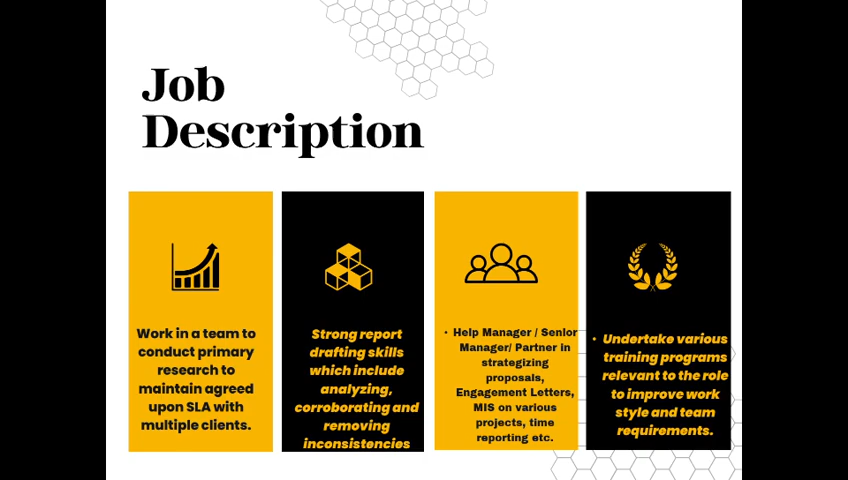 Job
Description
Work in a team to
conduct primary
research to
maintain agreed
upon SLA with
multiple clients.
Strong report
drafting skills
which include
analyzing,
corroborating and
removing
inconsistencies
• Help Manager / Senior
Manager/ Partner in
strategizing
proposals,
Engagement Letters,
MIS on various
projects, time
reporting etc.
• Undertake various
training programs
relevant to the role
to improve work
style and team
requirements.